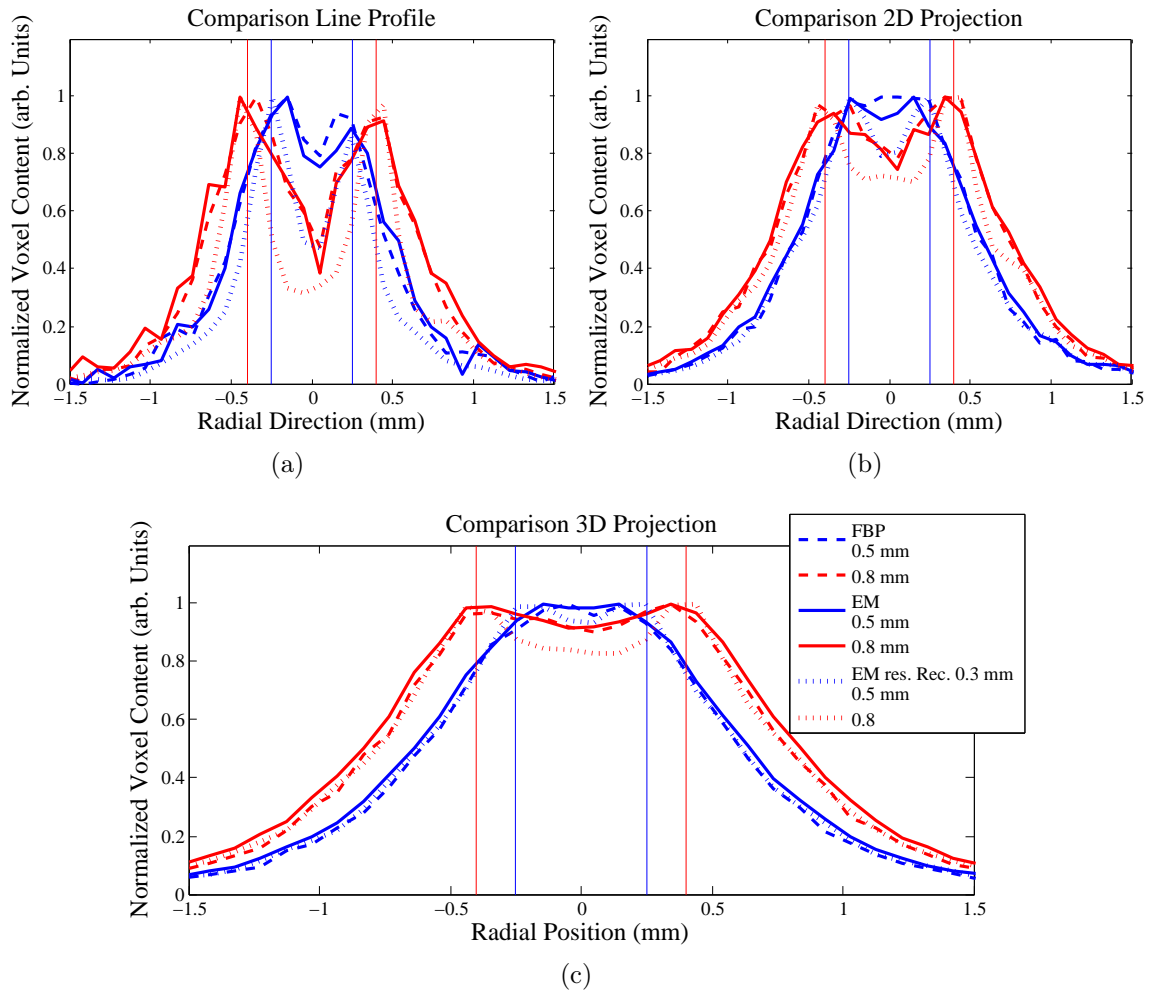 Comparison Line Profile
Normalized Voxel Content (arb. Units)
1
0.8
0.6
0.4
0.2
0
−1.5
−1
−0.5
0
0.5
1
1.5
Radial Direction (mm)
(a)
Comparison 2D Projection
Normalized Voxel Content (arb. Units)
1
0.8
0.6
0.4
0.2
0
−1.5
−1
−0.5
0
0.5
1
1.5
Radial Direction (mm)
(b)
Comparison 3D Projection
Normalized Voxel Content (arb. Units)
1
0.8
0.6
0.4
0.2
0
−1.5
−1
−0.5
0
0.5
1
1.5
Radial Position (mm)
FBP
0.5 mm
0.8 mm
EM
0.5 mm
0.8 mm
EM res. Rec. 0.3 mm
0.5 mm
0.8
(c)